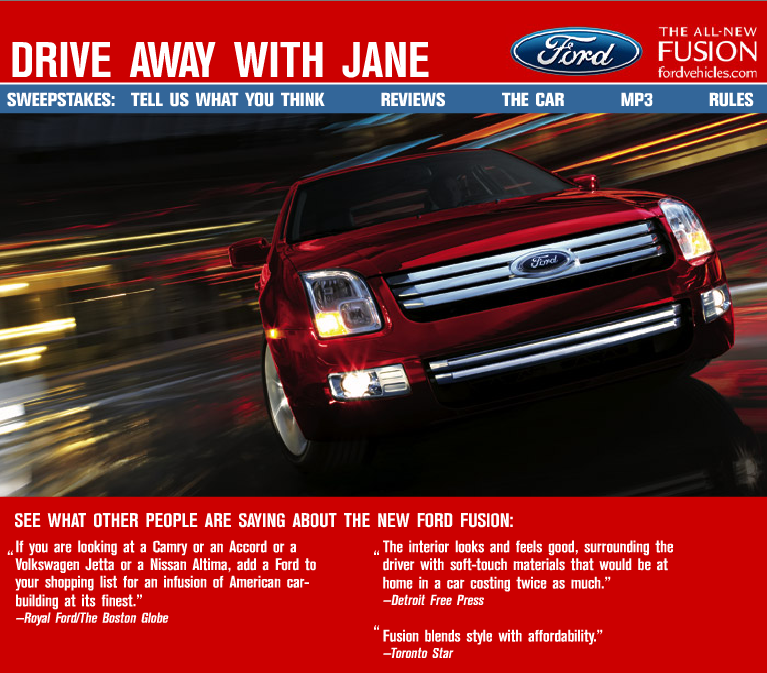 DRIVE AWAY WITH JANE
Ford
THE ALL-NEW
FUSION
fordvehicles.com
SWEEPSTAKES: TELL US WHAT YOU THINK REVIEWS THE CAR MP3 RULES
Ford
SEE WHAT OTHER PEOPLE ARE SAYING ABOUT THE NEW FORD FUSION:
“If you are looking at a Camry or an Accord or a
Volkswagen Jetta or a Nissan Altima, add a Ford to
your shopping list for an infusion of American car-
building at its finest.”
—Royal Ford/The Boston Globe
“The interior looks and feels good, surrounding the
driver with soft-touch materials that would be at
home in a car costing twice as much.”
—Detroit Free Press
“Fusion blends style with affordability.”
—Toronto Star